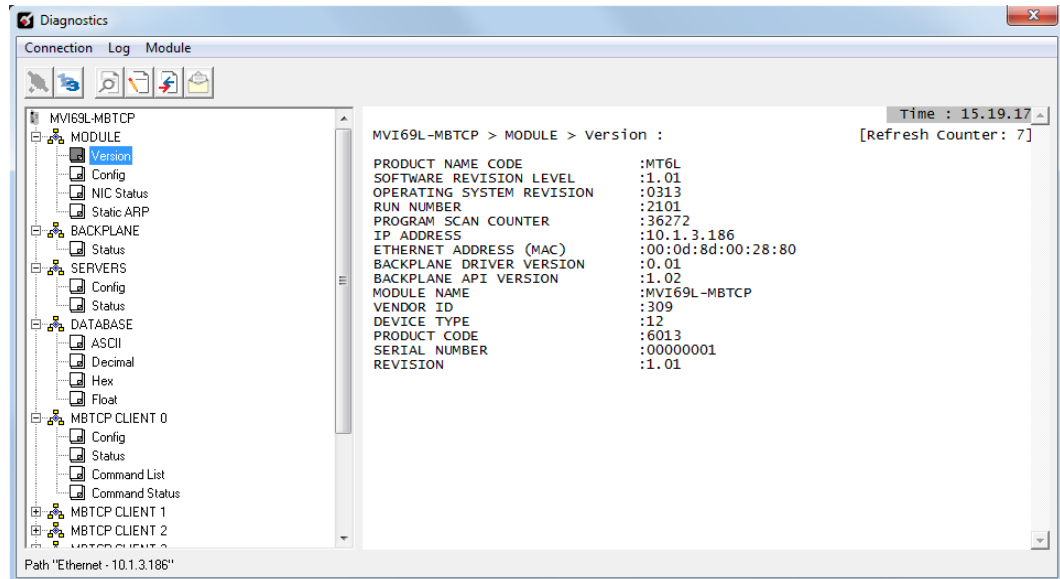 Diagnostics
Connection Log Module
MVI69L-MBTCP
MODULE
Version
Config
NIC Status
Static ARP
BACKPLANE
Status
SERVERS
Config
Status
DATABASE
ASCII
Decimal
Hex
Float
MBTCP CLIENT 0
Config
Status
Command List
Command Status
MBTCP CLIENT 1
MBTCP CLIENT 2
Time : 15.19.17
MVI69L-MBTCP > MODULE > Version : [Refresh Counter: 7]
PRODUCT NAME CODE :MT6L
SOFTWARE REVISION LEVEL :1.01
OPERATING SYSTEM REVISION :0313
RUN NUMBER :2101
PROGRAM SCAN COUNTER :36272
IP ADDRESS :10.1.3.186
ETHERNET ADDRESS (MAC) :00:0d:8d:00:28:80
BACKPLANE DRIVER VERSION :0.01
BACKPLANE API VERSION :1.02
MODULE NAME :MVI69L-MBTCP
VENDOR ID :309
DEVICE TYPE :12
PRODUCT CODE :6013
SERIAL NUMBER :00000001
REVISION :1.01
Path "Ethernet - 10.1.3.186"